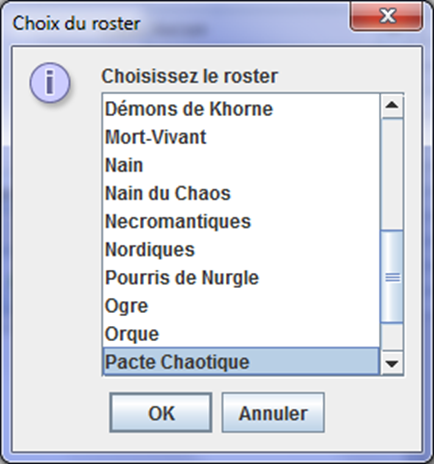 Choix du roster
Choisissez le roster
Démons de Khorne
Mort-Vivant
Nain
Nain du Chaos
Necromantiques
Nordiques
Pourris de Nurgle
Ogre
Orque
Pacte Chaotique
OK
Annuler